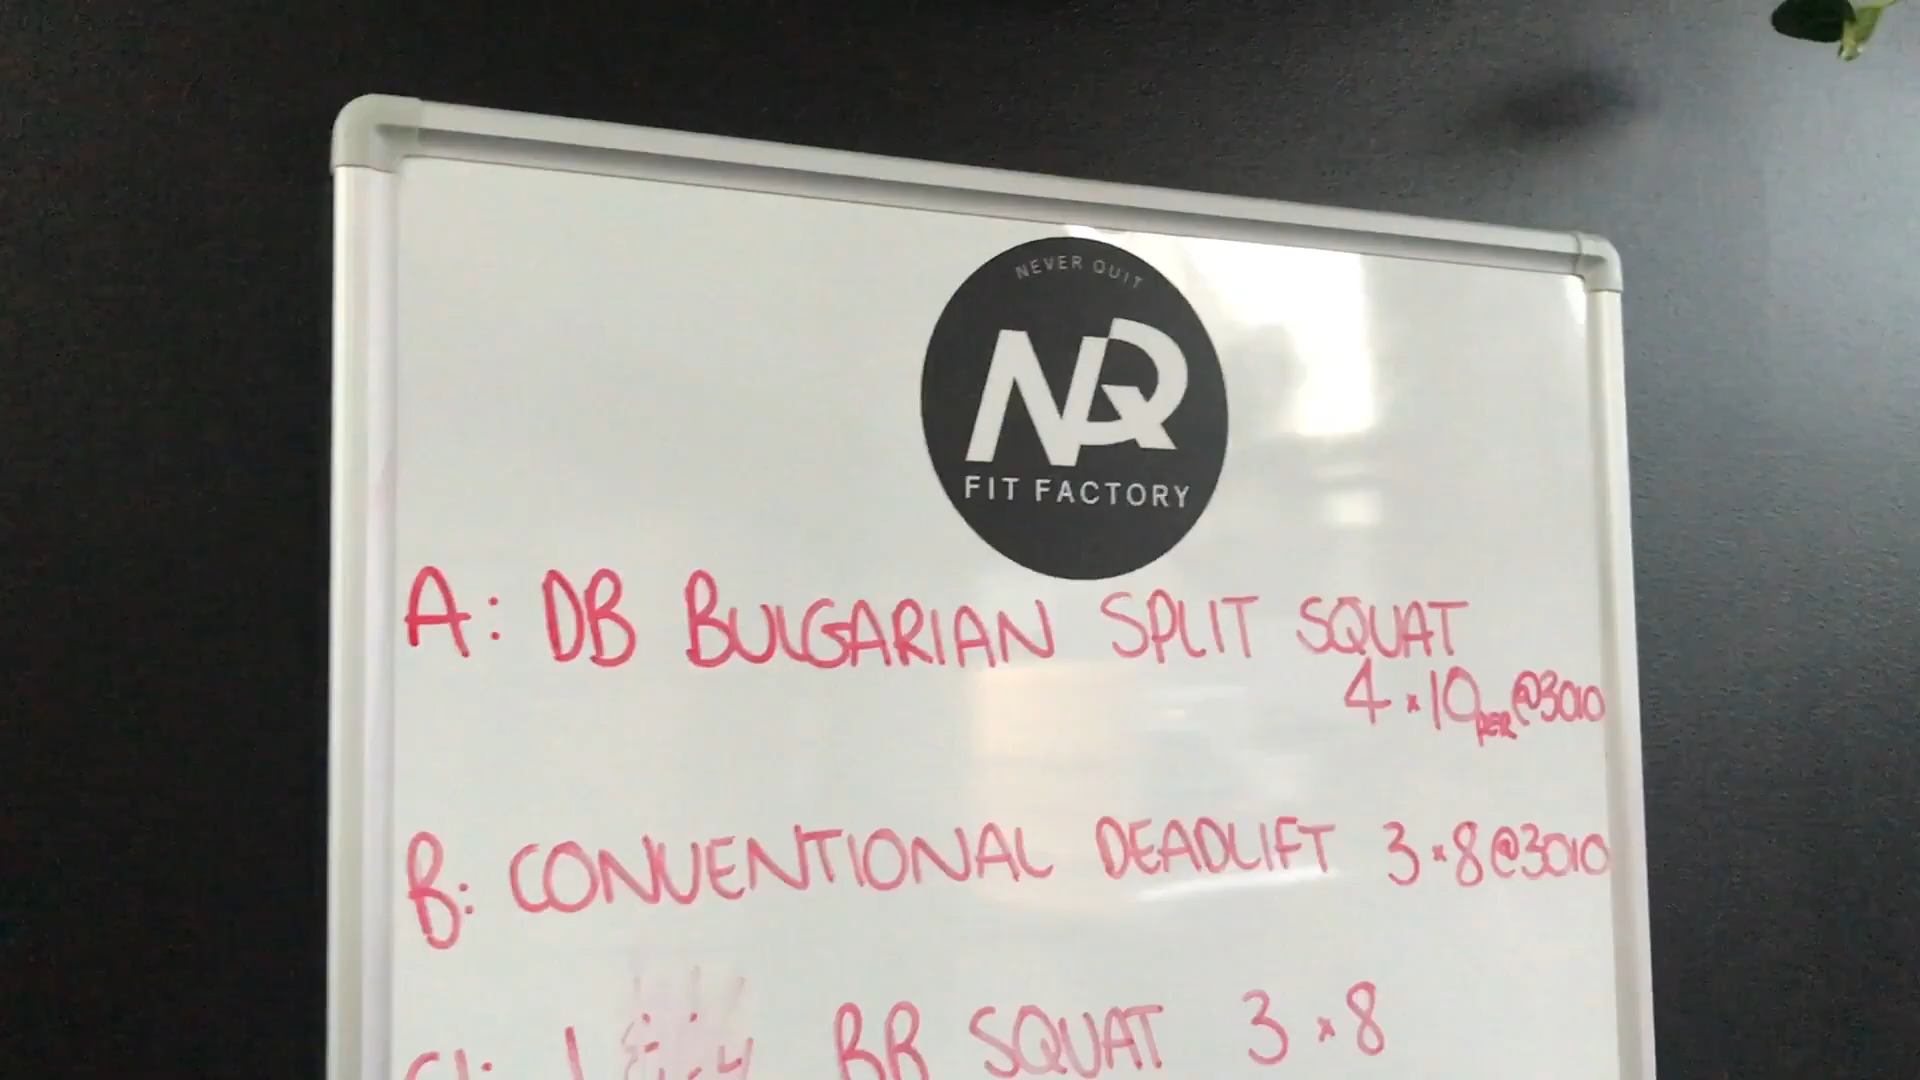 NEVER QUIT
NQ
FIT FACTORY
A: DB BULGARIAN SPLIT SQUAT
4 x 10 PER @3010
B: CONVENTIONAL DEADLIFT 3 x 8 @3010
BB SQUAT 3 x 8